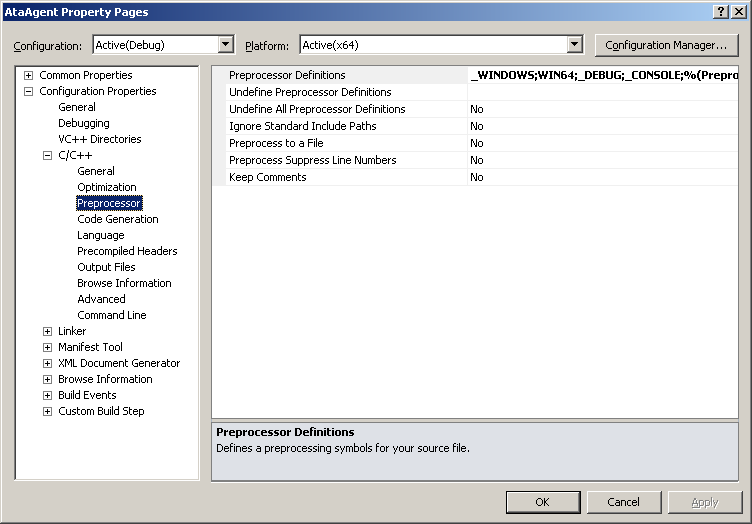 AtaAgent Property Pages
Configuration: Active(Debug) Platform: Active(x64) Configuration Manager...
Common Properties
Configuration Properties
General
Debugging
VC++ Directories
C/C++
General
Optimization
Preprocessor
Code Generation
Language
Precompiled Headers
Output Files
Browse Information
Advanced
Command Line
Linker
Manifest Tool
XML Document Generator
Browse Information
Build Events
Custom Build Step
Preprocessor Definitions _WINDOWS;WIN64;_DEBUG;_CONSOLE;%(Prepro
Undefine Preprocessor Definitions
Undefine All Preprocessor Definitions No
Ignore Standard Include Paths No
Preprocess to a File No
Preprocess Suppress Line Numbers No
Keep Comments No
Preprocessor Definitions
Defines a preprocessing symbols for your source file.
OK Cancel Apply